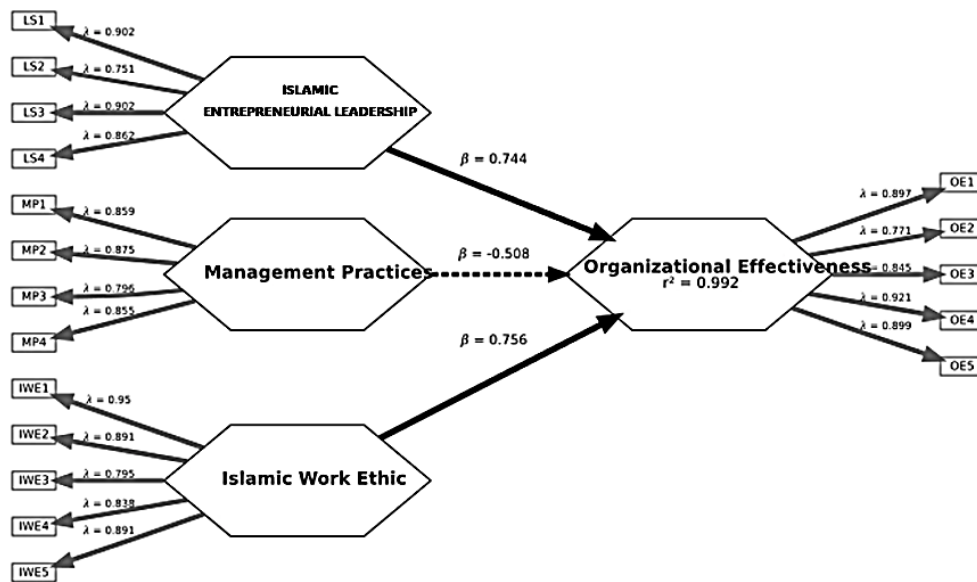 LS1
λ = 0.902
LS2
λ = 0.751
LS3
λ = 0.902
LS4
λ = 0.862
ISLAMIC
ENTREPRENEURIAL LEADERSHIP
β = 0.744
MP1
λ = 0.859
MP2
λ = 0.875
MP3
λ = 0.796
MP4
λ = 0.855
Management Practices
β = -0.508
IWE1
λ = 0.95
IWE2
λ = 0.891
IWE3
λ = 0.795
IWE4
λ = 0.838
IWE5
λ = 0.891
Islamic Work Ethic
β = 0.756
Organizational Effectiveness
r² = 0.992
OE1
λ = 0.897
OE2
λ = 0.771
OE3
= 0.845
OE4
λ = 0.921
OE5
λ = 0.899